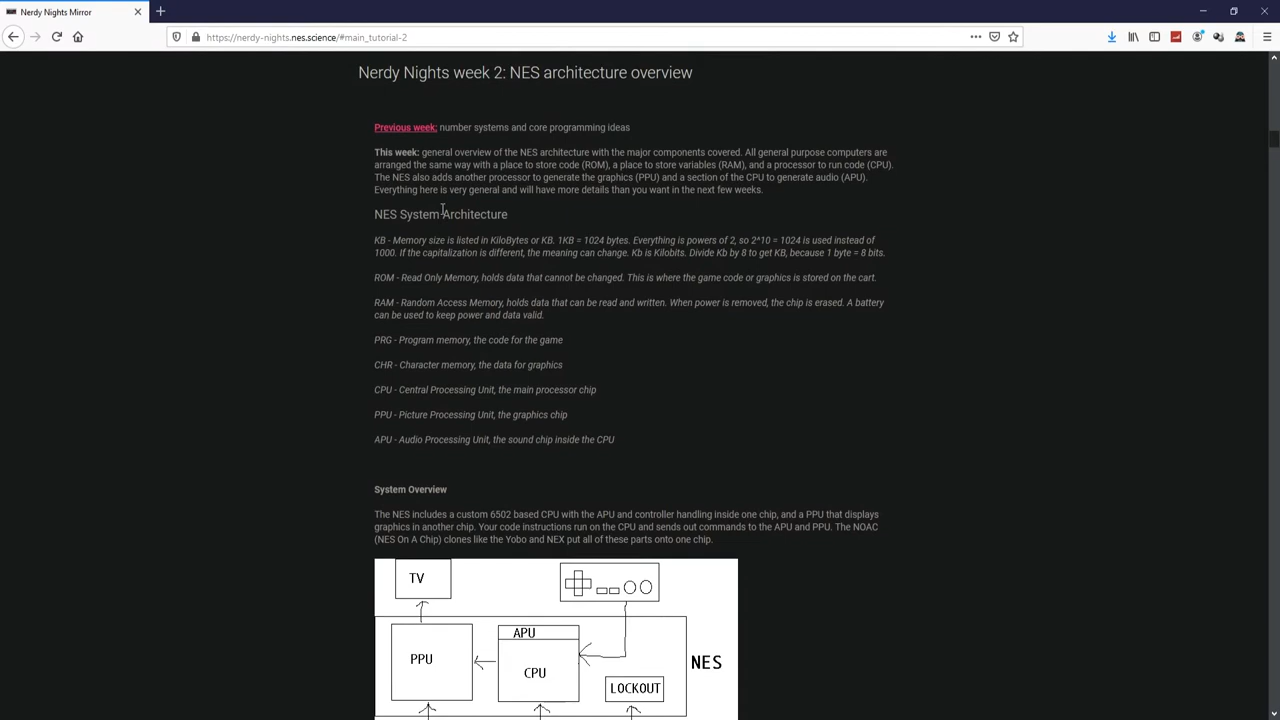 Nerdy Nights Mirror
https://nerdy-nights.nes.science/#main_tutorial-2
Nerdy Nights week 2: NES architecture overview
Previous week: number systems and core programming ideas
This week: general overview of the NES architecture with the major components covered. All general purpose computers are
arranged the same way with a place to store code (ROM), a place to store variables (RAM), and a processor to run code (CPU).
The NES also adds another processor to generate the graphics (PPU) and a section of the CPU to generate audio (APU).
Everything here is very general and will have more details than you want in the next few weeks.
NES System Architecture
KB - Memory size is listed in KiloBytes or KB. 1KB = 1024 bytes. Everything is powers of 2, so 2^10 = 1024 is used instead of
1000. If the capitalization is different, the meaning can change. Kb is Kilobits. Divide Kb by 8 to get KB, because 1 byte = 8 bits.
ROM - Read Only Memory, holds data that cannot be changed. This is where the game code or graphics is stored on the cart.
RAM - Random Access Memory, holds data that can be read and written. When power is removed, the chip is erased. A battery
can be used to keep power and data valid.
PRG - Program memory, the code for the game
CHR - Character memory, the data for graphics
CPU - Central Processing Unit, the main processor chip
PPU - Picture Processing Unit, the graphics chip
APU - Audio Processing Unit, the sound chip inside the CPU
System Overview
The NES includes a custom 6502 based CPU with the APU and controller handling inside one chip, and a PPU that displays
graphics in another chip. Your code instructions run on the CPU and sends out commands to the APU and PPU. The NOAC
(NES On A Chip) clones like the Yobo and NEX put all of these parts onto one chip.
TV
APU
PPU
CPU
NES
LOCKOUT